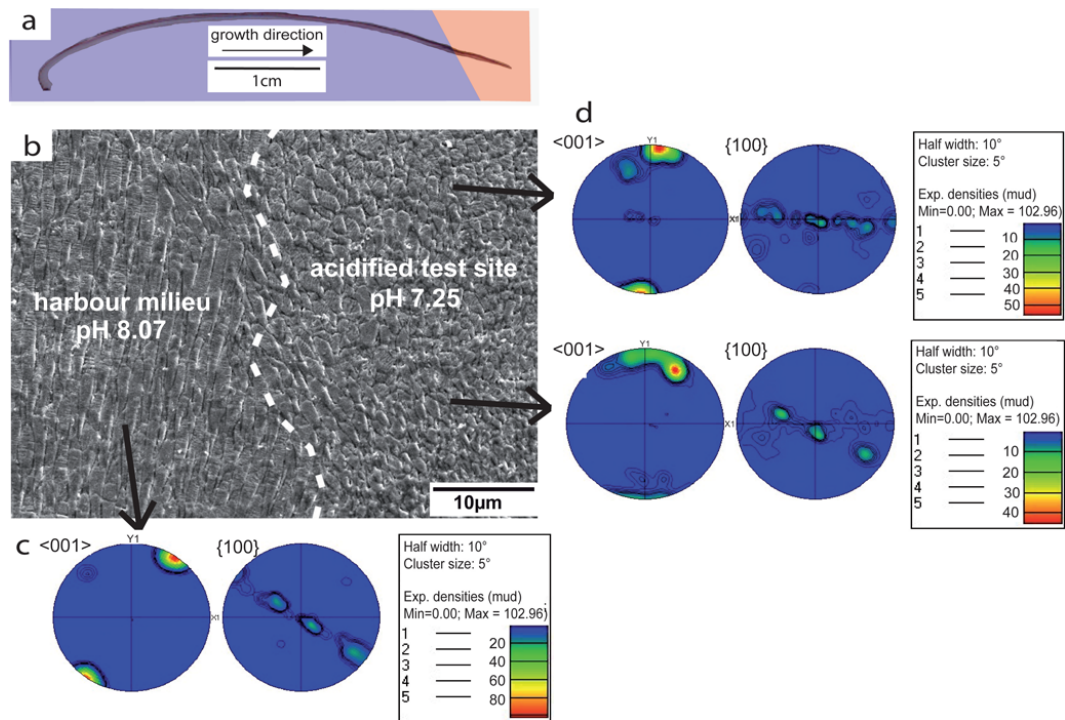 a
growth direction
1cm
b
harbour milieu
pH 8.07
acidified test site
pH 7.25
10µm
c
<001>
Y1
{100}
X1
Half width: 10°
Cluster size: 5°
Exp. densities (mud)
Min=0.00; Max = 102.96)
1
2
3
4
5
20
40
60
80
d
<001>
Y1
{100}
X1
Half width: 10°
Cluster size: 5°
Exp. densities (mud)
Min=0.00; Max = 102.96)
1
2
3
4
5
10
20
30
40
50
<001>
Y1
{100}
X1
Half width: 10°
Cluster size: 5°
Exp. densities (mud)
Min=0.00; Max = 102.96)
1
2
3
4
5
10
20
30
40